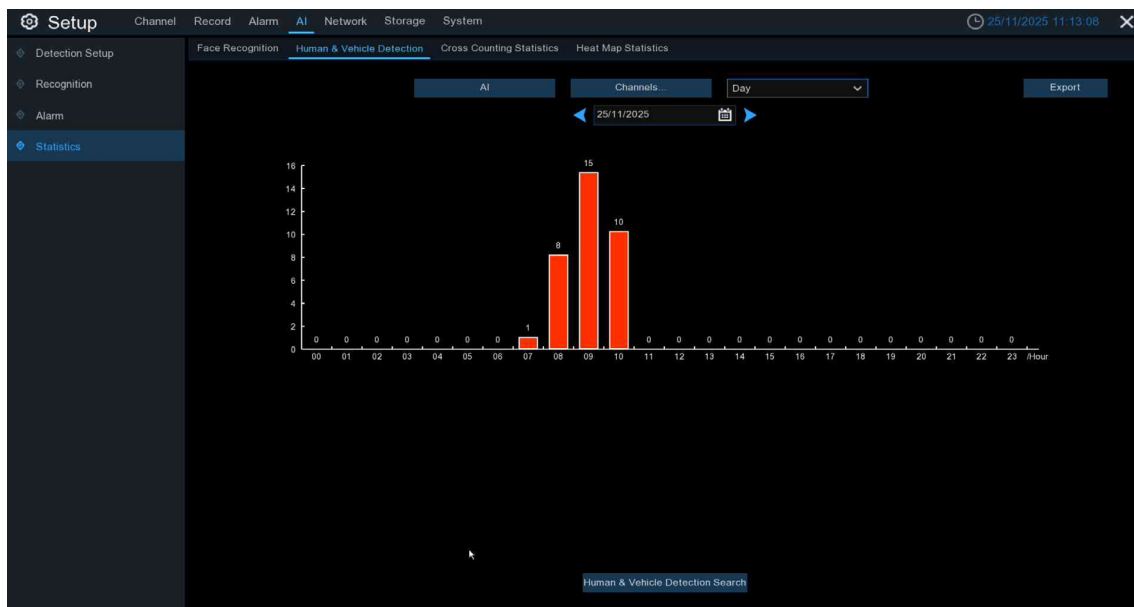 Setup Channel Record Alarm AI Network Storage System 25/11/2025 11:13:08
Detection Setup
Recognition
Alarm
Statistics
Face Recognition Human & Vehicle Detection Cross Counting Statistics Heat Map Statistics
AI Channels... Day Export
25/11/2025
16
14
12
10
8
6
4
2
0
0 0 0 0 0 0 0 1 8 15 10 0 0 0 0 0 0 0 0 0 0 0 0 0
00 01 02 03 04 05 06 07 08 09 10 11 12 13 14 15 16 17 18 19 20 21 22 23 /Hour
Human & Vehicle Detection Search